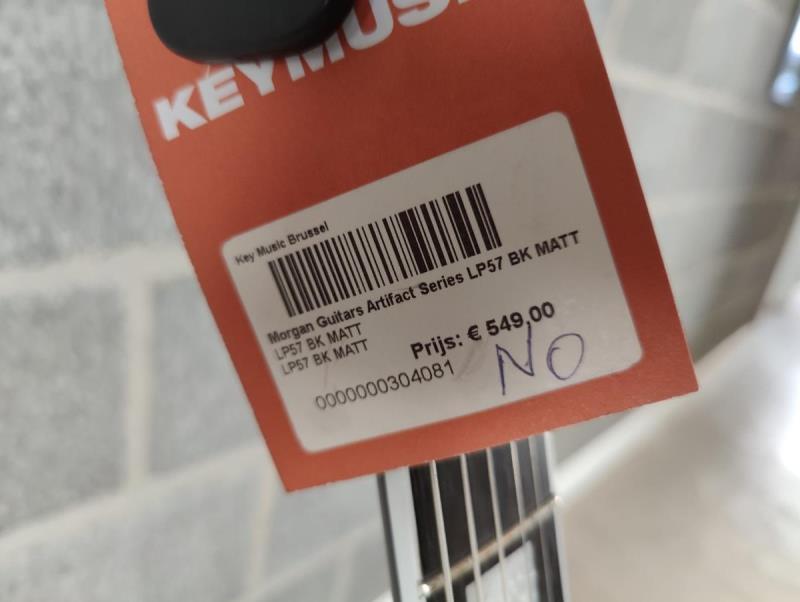 KEYMUSIC
Key Music Brussel
Morgan Guitars Artifact Series LP57 BK MATT
LP57 BK MATT
LP57 BK MATT
Prijs: € 549,00
0000000304081
NO